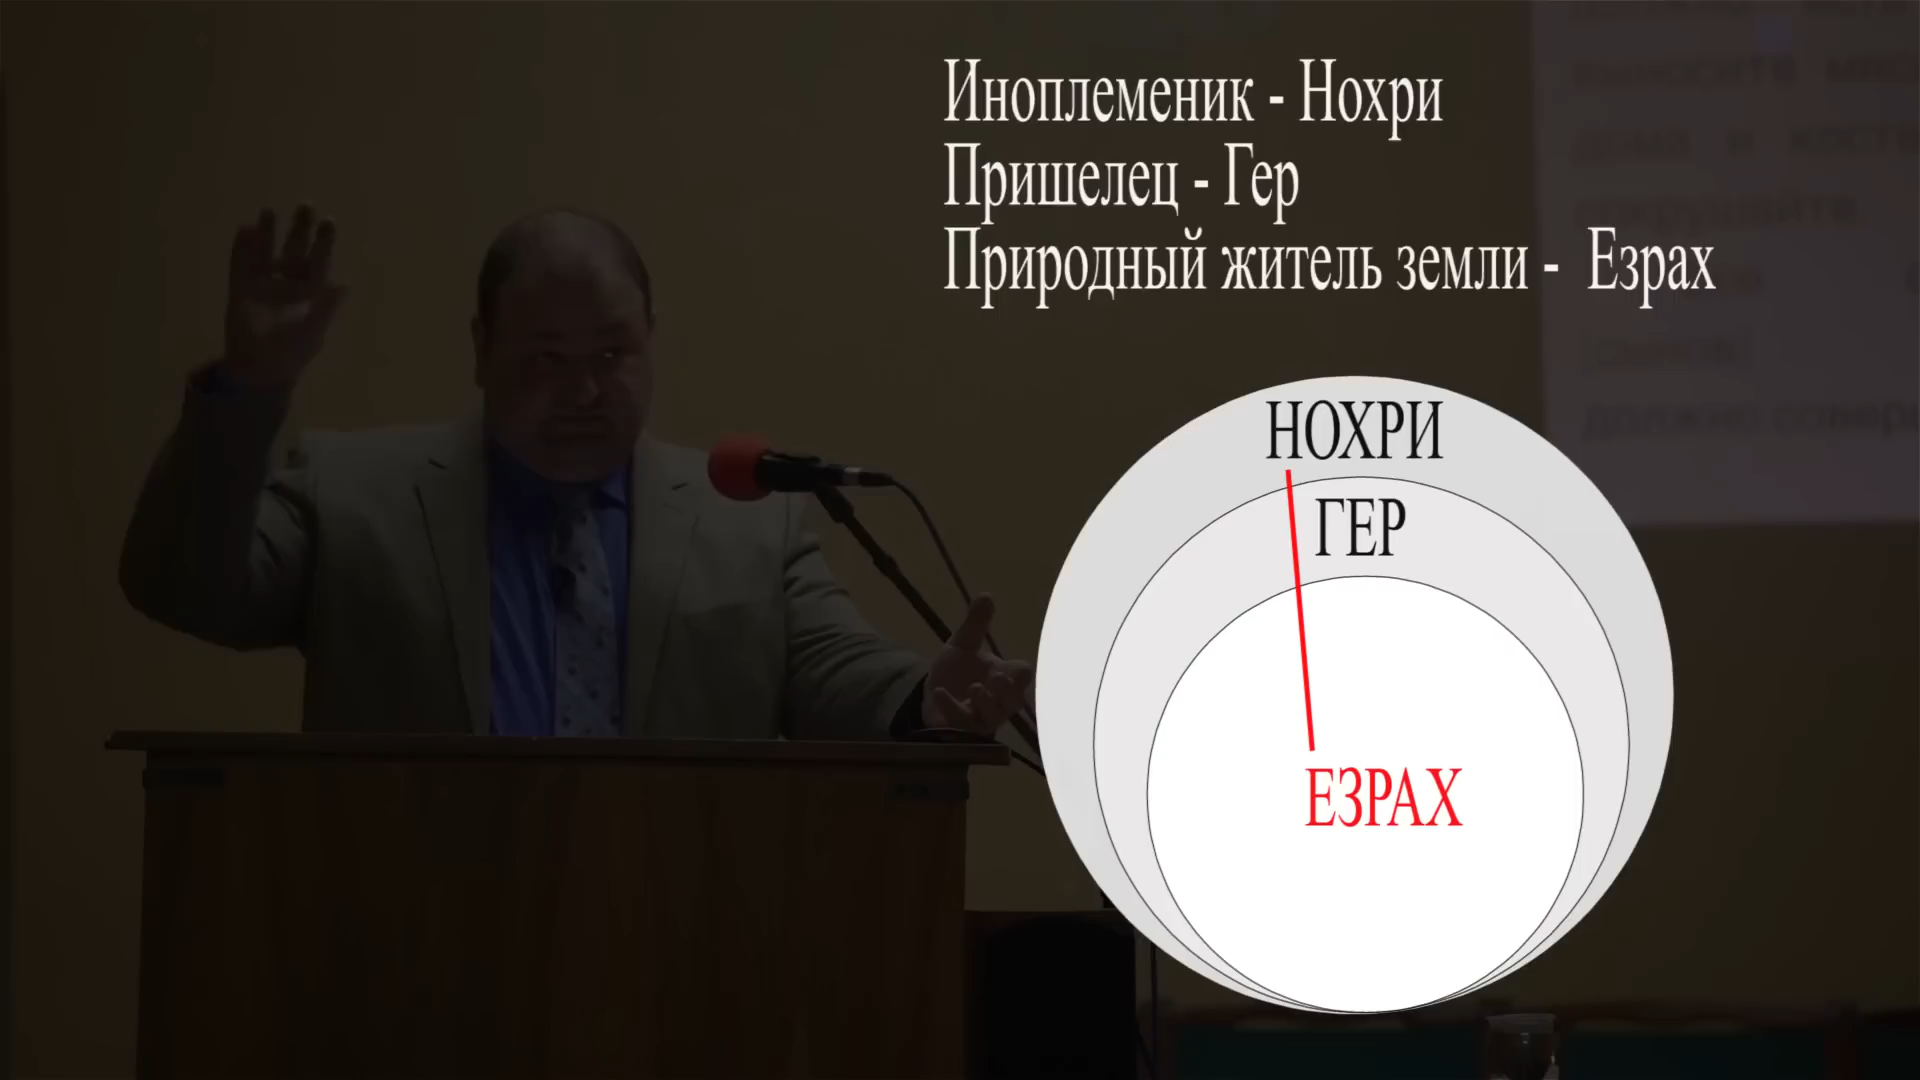 Иноплеменик - Нохри
Пришелец - Гер
Природный житель земли - Езрах
НОХРИ
ГЕР
ЕЗРАХ